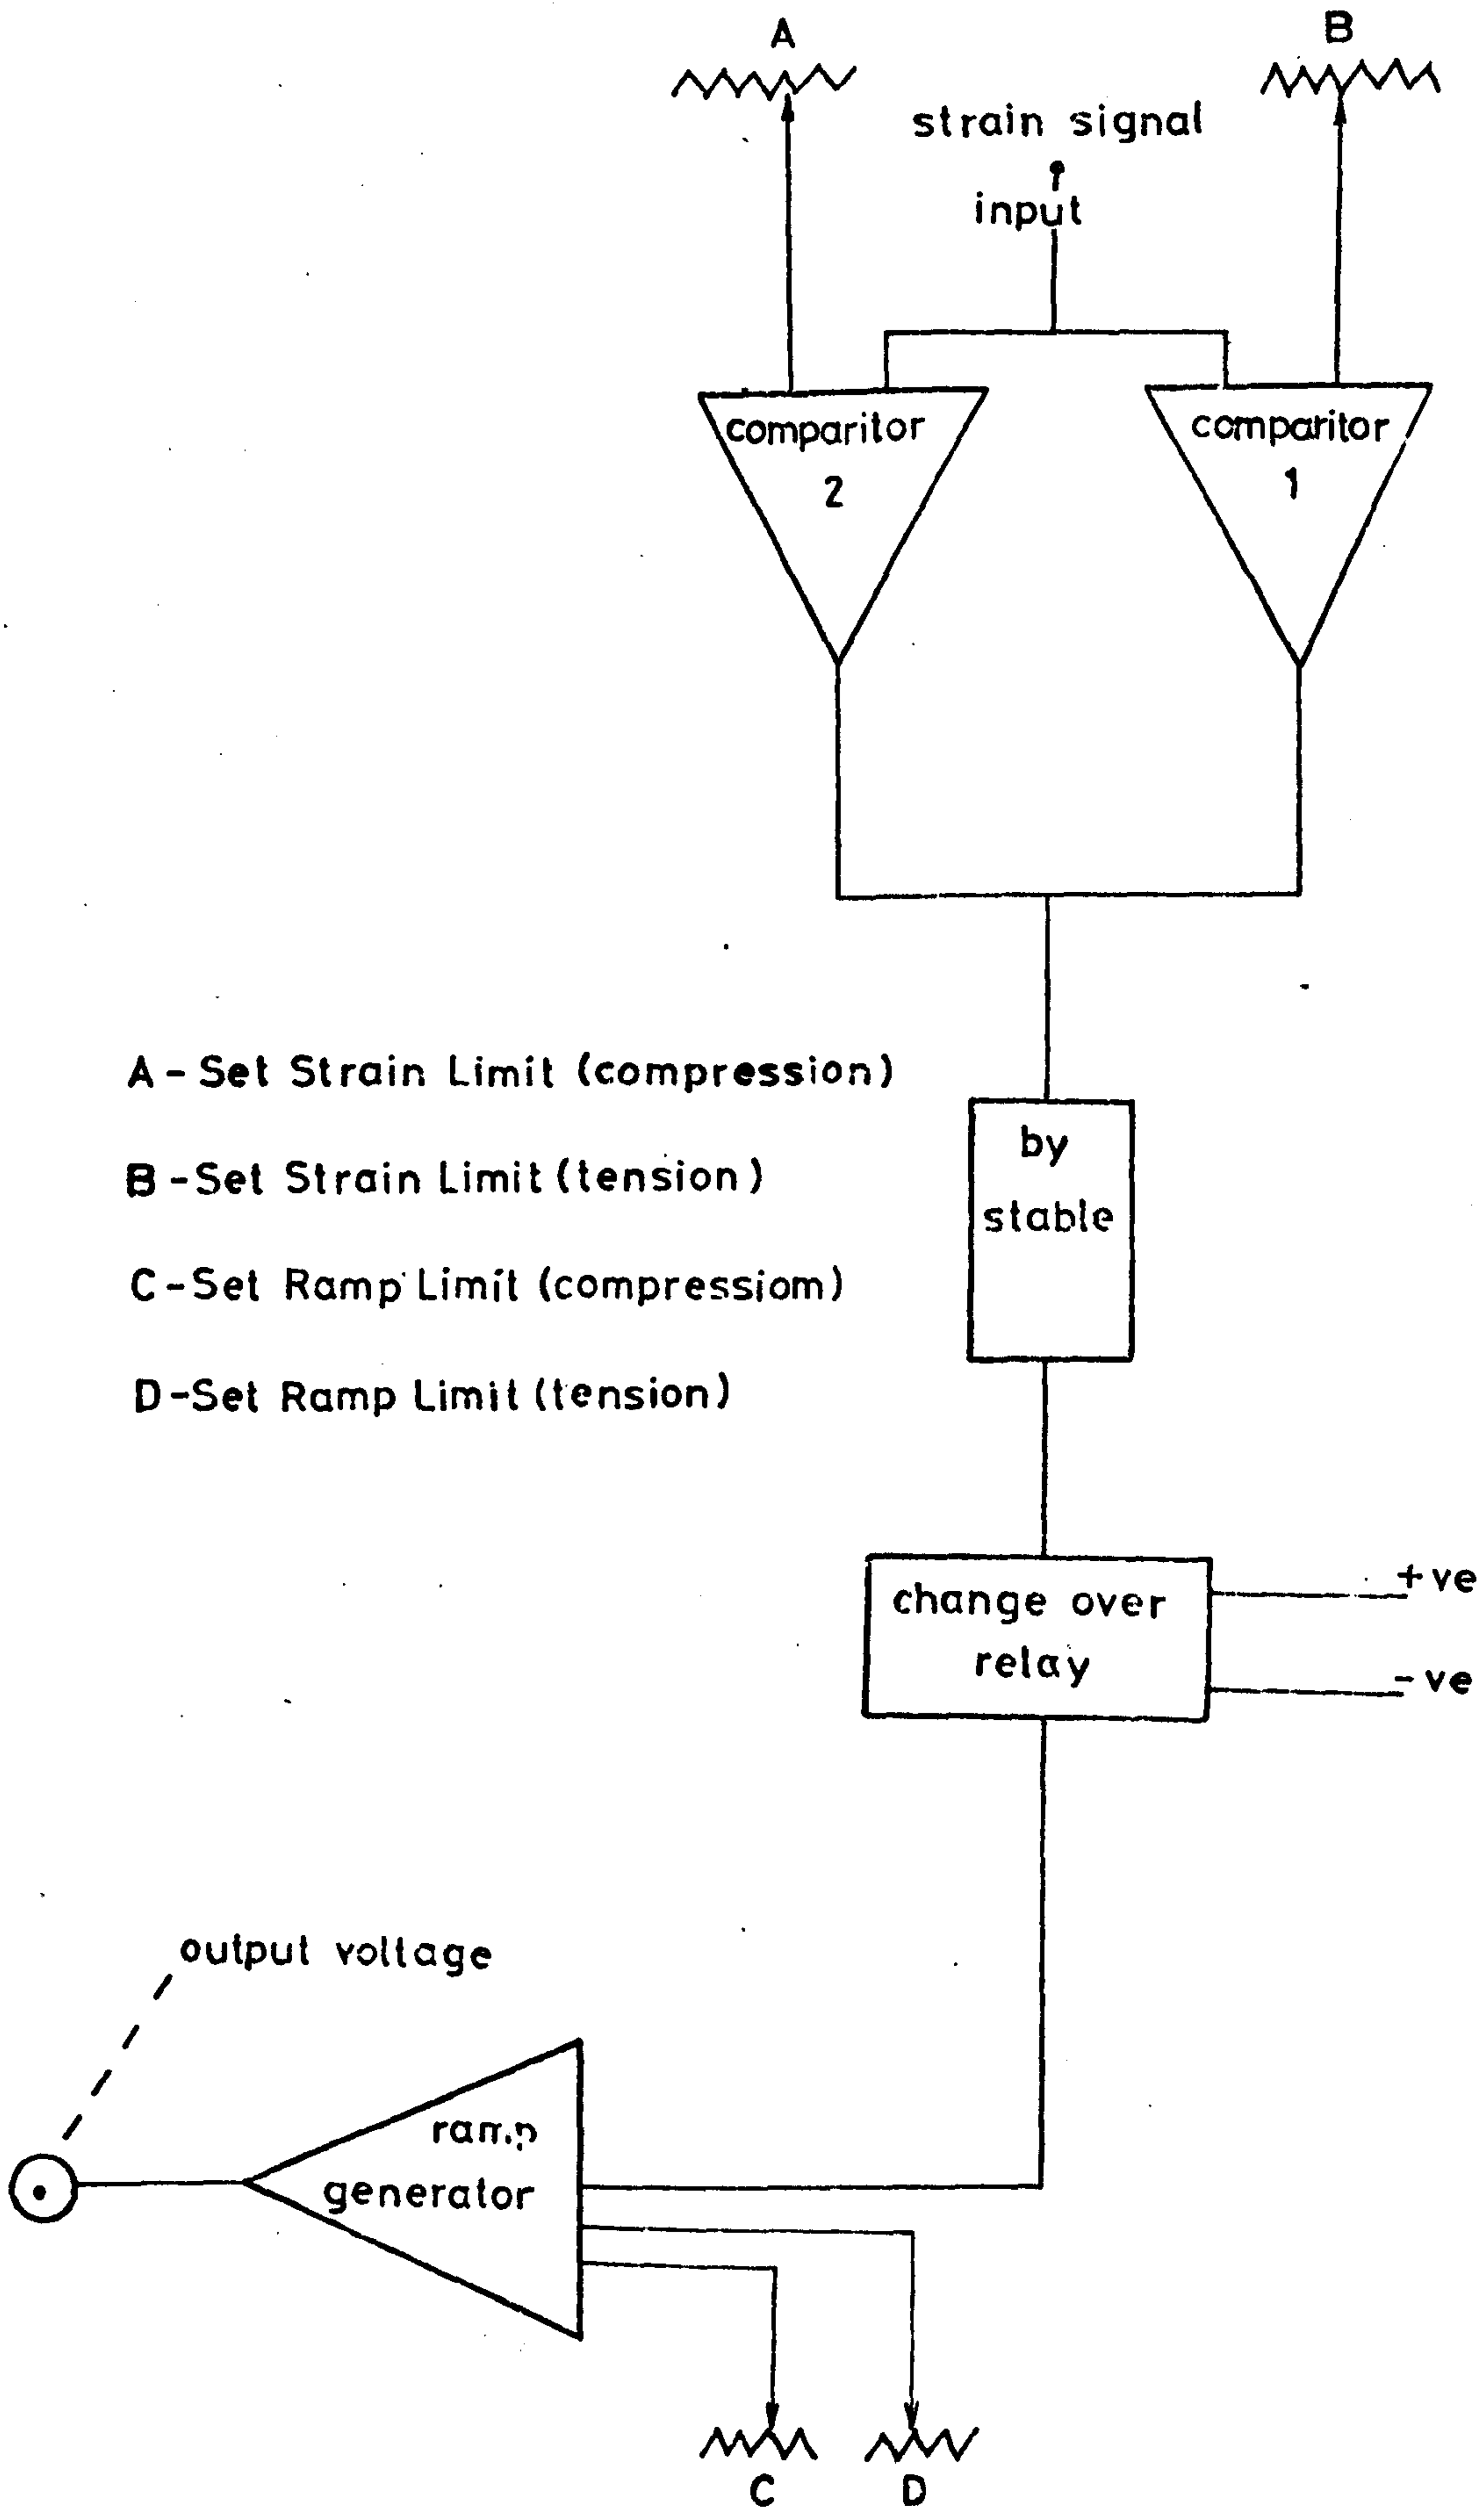 A
B
strain signal
input
comparitor
2
comparitor
1
A-Set Strain Limit (compression)
B-Set Strain Limit (tension)
C-Set Ramp Limit (compressiom)
D-Set Ramp Limit (tension)
by
stable
change over
relay
+ve
-ve
output voltage
ramp
generator
C
D